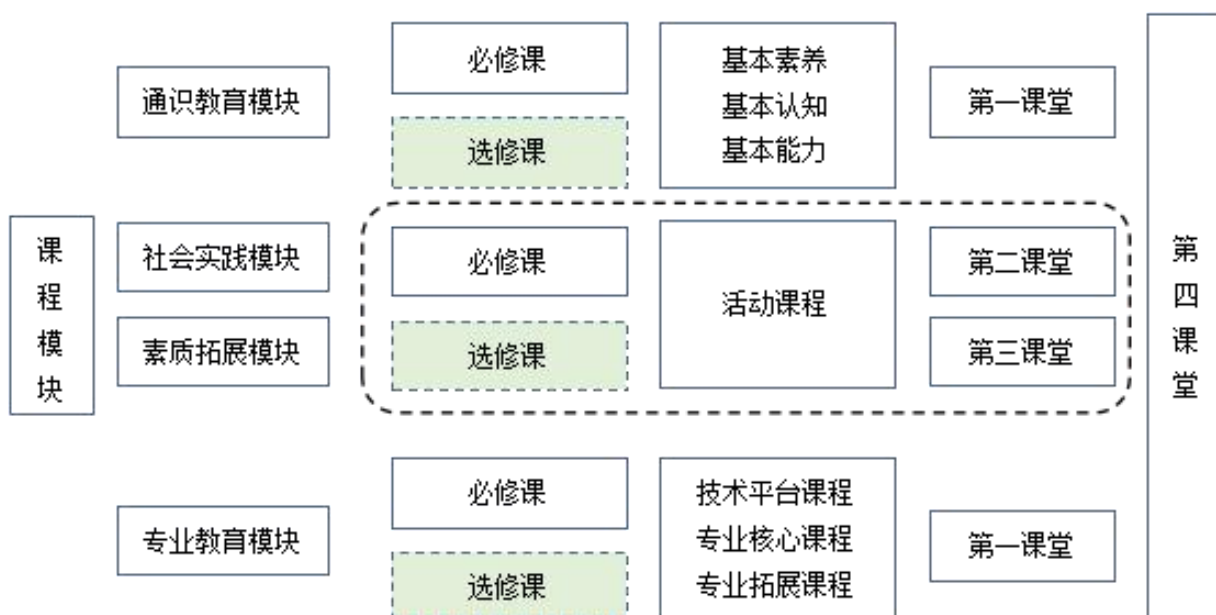 课程模块
通识教育模块
必修课
选修课
基本素养
基本认知
基本能力
第一课堂
社会实践模块
素质拓展模块
必修课
选修课
活动课程
第二课堂
第三课堂
专业教育模块
必修课
选修课
技术平台课程
专业核心课程
专业拓展课程
第一课堂
第四课堂